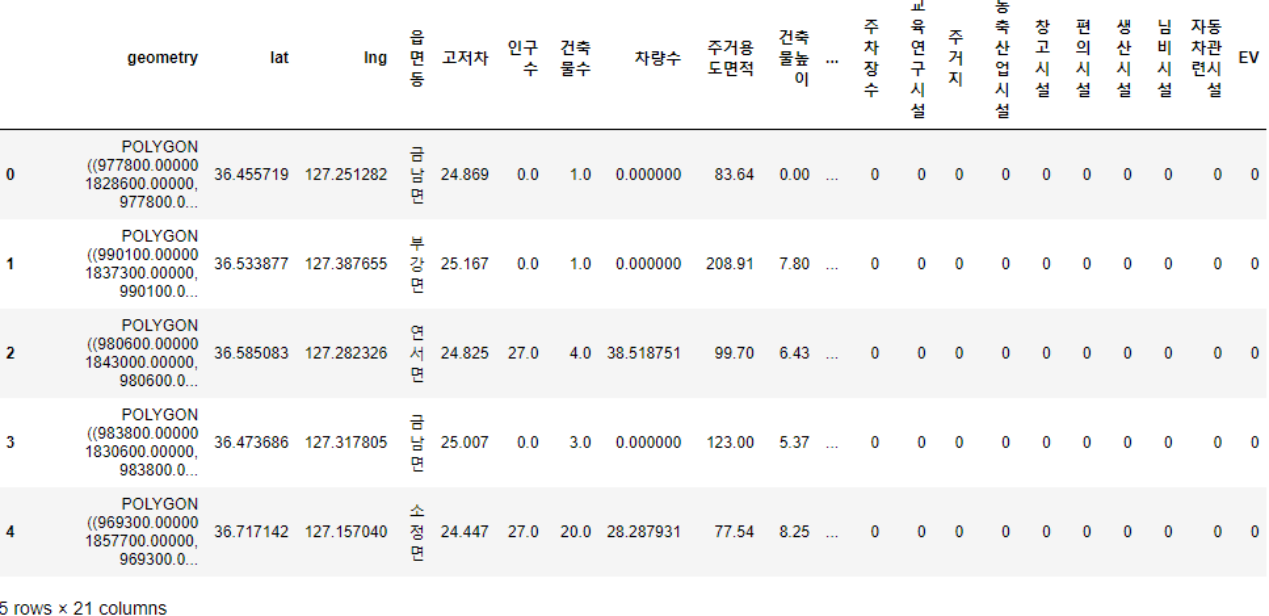 geometry lat lng 읍면동 고저차 인구수 건축물수 차량수 주거용도면적 건축물높이 ... 주차장수 교육연구시설 주거지 농축산업시설 창고시설 편의시설 생산시설 님비시설 자동차관련시설 EV
0 POLYGON ((977800.00000 1828600.00000, 977800.0... 36.455719 127.251282 금남면 24.869 0.0 1.0 0.000000 83.64 0.00 ... 0 0 0 0 0 0 0 0 0 0
1 POLYGON ((990100.00000 1837300.00000, 990100.0... 36.533877 127.387655 부강면 25.167 0.0 1.0 0.000000 208.91 7.80 ... 0 0 0 0 0 0 0 0 0 0
2 POLYGON ((980600.00000 1843000.00000, 980600.0... 36.585083 127.282326 연서면 24.825 27.0 4.0 38.518751 99.70 6.43 ... 0 0 0 0 0 0 0 0 0 0
3 POLYGON ((983800.00000 1830600.00000, 983800.0... 36.473686 127.317805 금남면 25.007 0.0 3.0 0.000000 123.00 5.37 ... 0 0 0 0 0 0 0 0 0 0
4 POLYGON ((969300.00000 1857700.00000, 969300.0... 36.717142 127.157040 소정면 24.447 27.0 20.0 28.287931 77.54 8.25 ... 0 0 0 0 0 0 0 0 0 0
5 rows × 21 columns